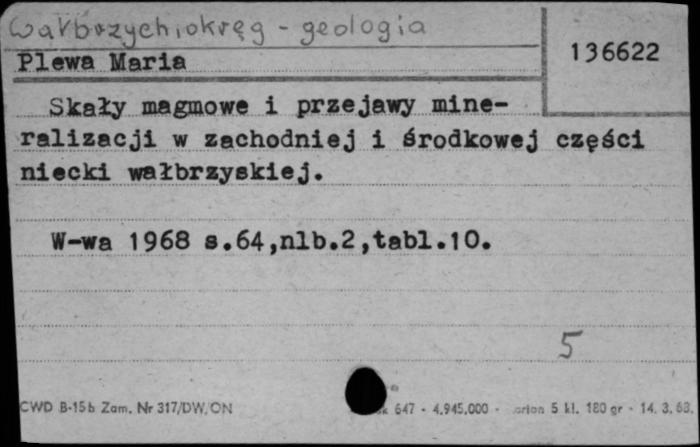 Wałbrzych i okręg - geologia
136622
Plewa Maria
Skały magmowe i przejawy mine-
ralizacji w zachodniej i środkowej części
niecki wałbrzyskiej.
W-wa 1968 s.64,nlb.2,tabl.10.
5
CWD B-15b Zam. Nr 317/DW/ON 647 - 4.945.000 - 5 kl. 180 gr - 14. 3. 63.